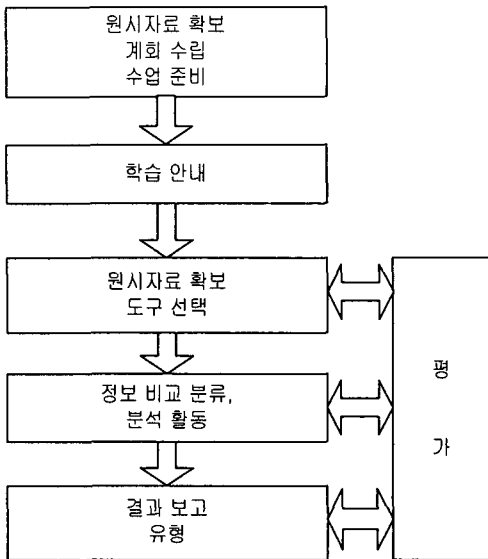 원시자료 확보
계회 수립
수업 준비
학습 안내
원시자료 확보
도구 선택
정보 비교 분류,
분석 활동
결과 보고
유형
평
가